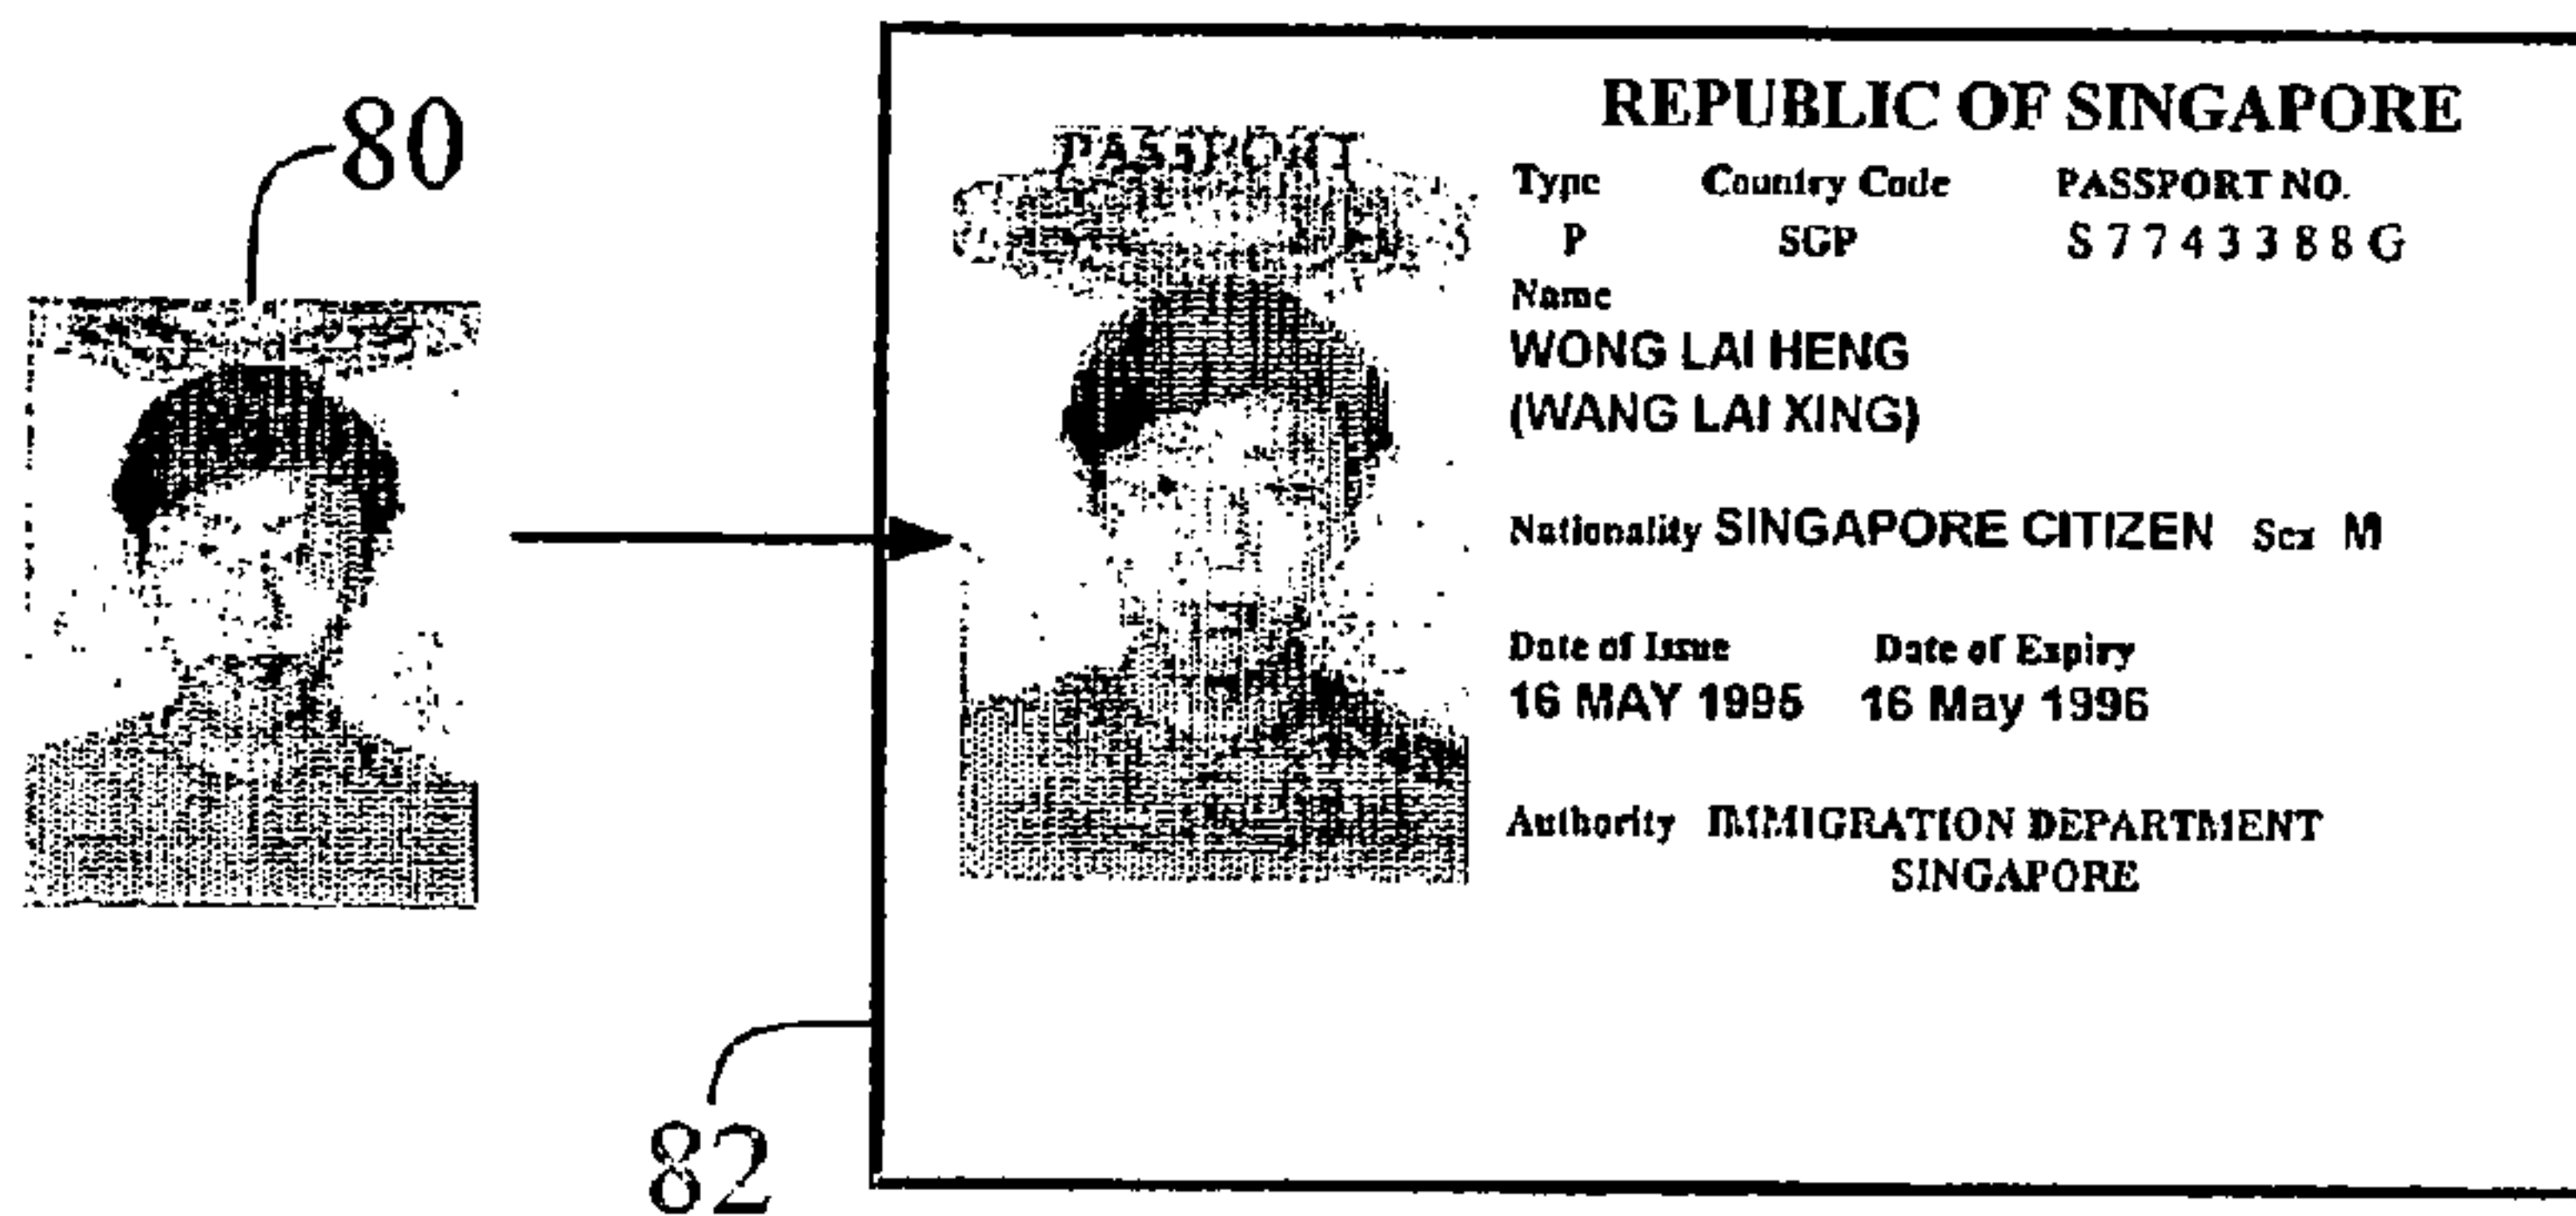 80
REPUBLIC OF SINGAPORE
PASSPORT
Type Country Code PASSPORT NO.
P SGP S7743388G
Name
WONG LAI HENG
(WANG LAI XING)
Nationality SINGAPORE CITIZEN Sex M
Date of Issue Date of Expiry
16 MAY 1995 16 May 1996
Authority IMMIGRATION DEPARTMENT
SINGAPORE
82